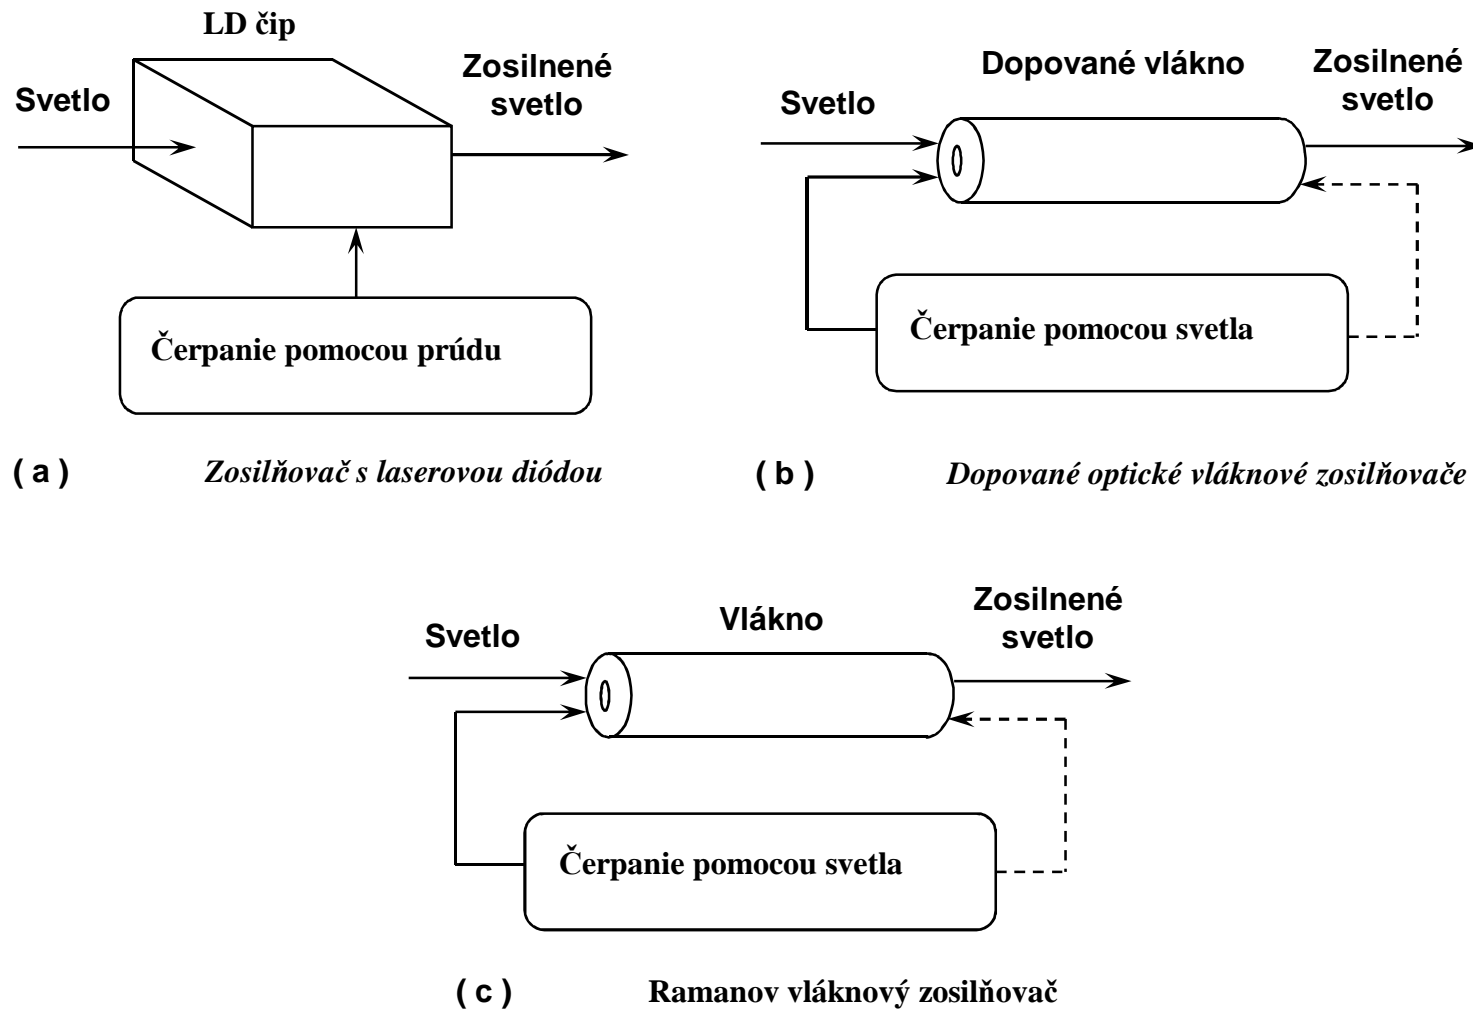 LD čip
Svetlo
Zosilnené
svetlo
Čerpanie pomocou prúdu
( a ) Zosilňovač s laserovou diódou
Dopované vlákno
Svetlo
Zosilnené
svetlo
Čerpanie pomocou svetla
( b ) Dopované optické vláknové zosilňovače
Vlákno
Svetlo
Zosilnené
svetlo
Čerpanie pomocou svetla
( c ) Ramanov vláknový zosilňovač